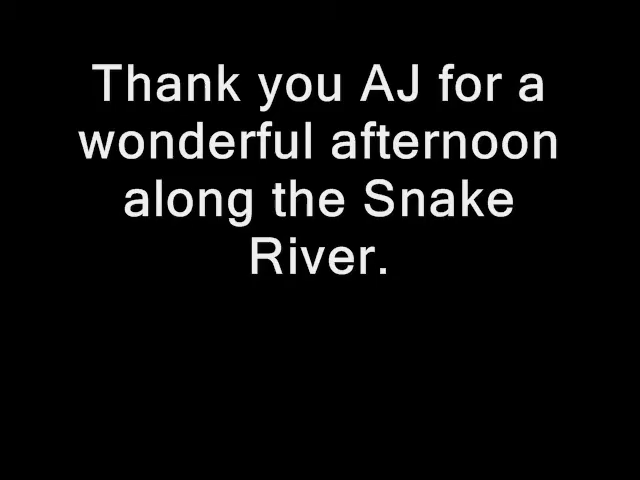 Thank you AJ for a
wonderful afternoon
along the Snake
River.